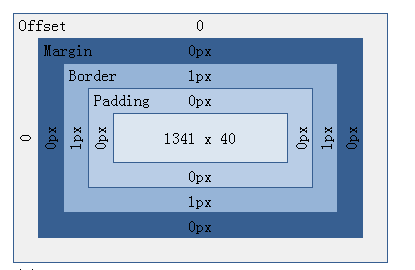 Offset 0
Margin 0px
Border 1px
Padding 0px
0 0px 1px 0px 1341 x 40 0px 1px 0px
0px
1px
0px